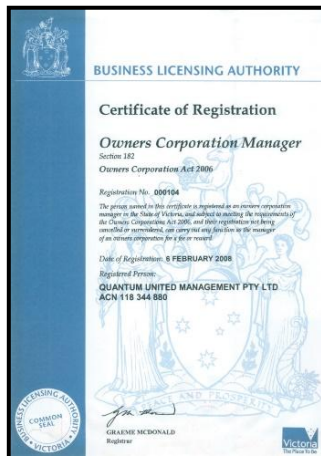 BUSINESS LICENSING AUTHORITY
Certificate of Registration
Owners Corporation Manager
Section 182
Owners Corporation Act 2006
Registration No. 000104
The person named in this certificate is registered as an owners corporation
manager in the State of Victoria, and subject to meeting the requirements of
the Owners Corporations Act 2006, and their registration not being
cancelled or surrendered, can carry out any function as the manager
of an owners corporation for a fee or reward.
Date of Registration: 6 FEBRUARY 2008
Registered Person:
QUANTUM UNITED MANAGEMENT PTY LTD
ACN 118 344 880
PEACE AND PROSPERITY
BUSINESS LICENSING AUTHORITY
COMMON
SEAL
VICTORIA
GRAEME MCDONALD
Registrar
Victoria
The Place To Be